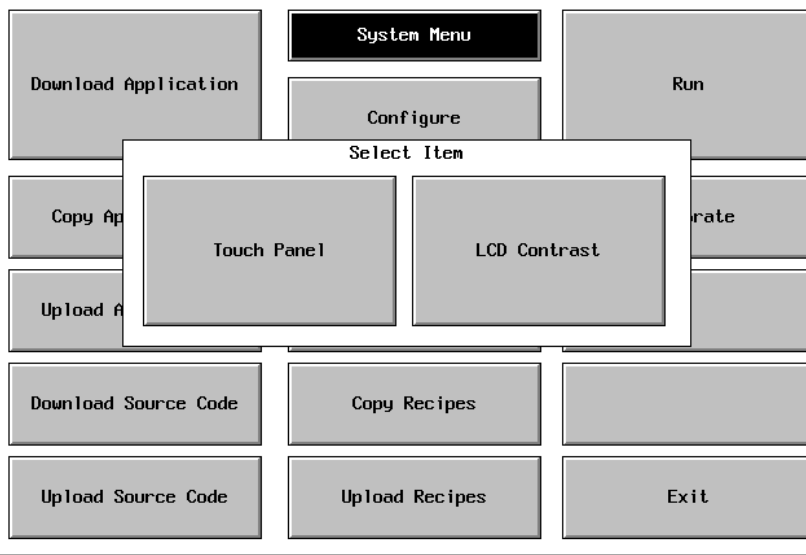 System Menu
Download Application
Run
Configure
Select Item
Copy Ap
rate
Touch Panel
LCD Contrast
Upload A
Download Source Code
Copy Recipes
Upload Source Code
Upload Recipes
Exit